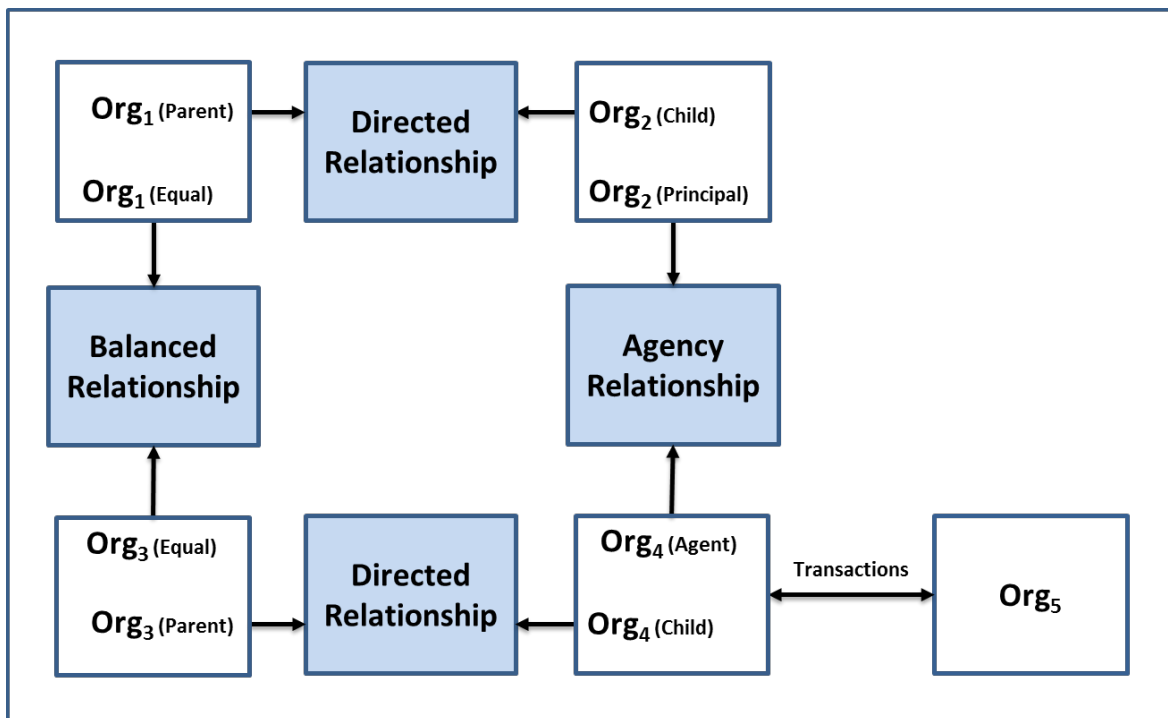 Org₁ (Parent)
Org₁ (Equal)
Directed
Relationship
Org₂ (Child)
Org₂ (Principal)
Balanced
Relationship
Agency
Relationship
Org₃ (Equal)
Org₃ (Parent)
Directed
Relationship
Org₄ (Agent)
Org₄ (Child)
Transactions
Org₅